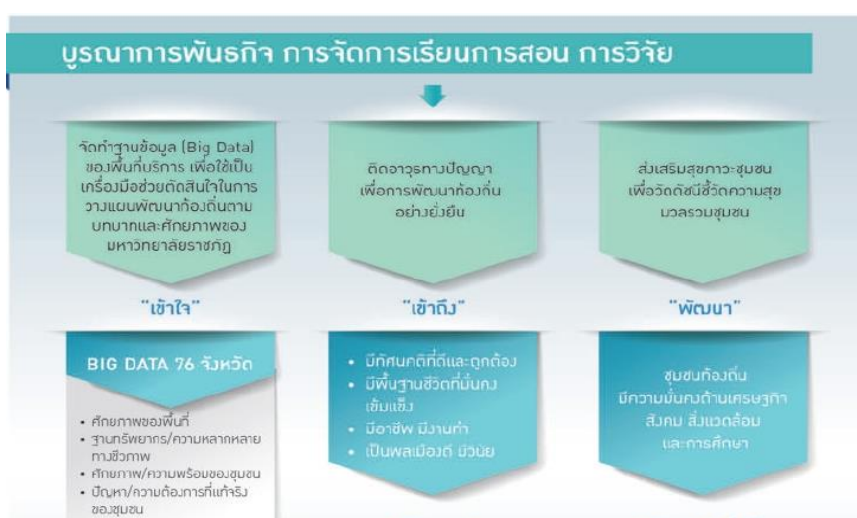 บูรณาการพันธกิจ การจัดการเรียนการสอน การวิจัย
จัดทำฐานข้อมูล (Big Data)
ของพื้นที่บริการ เพื่อใช้เป็น
เครื่องมือช่วยตัดสินใจในการ
วางแผนพัฒนาท้องถิ่นตาม
บทบาทและศักยภาพของ
มหาวิทยาลัยราชภัฏ
"เข้าใจ"
BIG DATA 76 จังหวัด
• ศักยภาพของพื้นที่
• ฐานทรัพยากร/ความหลากหลาย
ทางชีวภาพ
• ศักยภาพ/ความพร้อมของชุมชน
• ปัญหา/ความต้องการที่แท้จริง
ของชุมชน
ติดอาวุธทางปัญญา
เพื่อการพัฒนาท้องถิ่น
อย่างยั่งยืน
"เข้าถึง"
• มีทัศนคติที่ดีและถูกต้อง
• มีพื้นฐานชีวิตที่มั่นคง
เข้มแข็ง
• มีอาชีพ มีงานทำ
• เป็นพลเมืองดี มีวินัย
ส่งเสริมสุขภาวะชุมชน
เพื่อวัดดัชนีชี้วัดความสุข
มวลรวมชุมชน
"พัฒนา"
ชุมชนท้องถิ่น
มีความมั่นคงด้านเศรษฐกิจ
สังคม สิ่งแวดล้อม
และการศึกษา